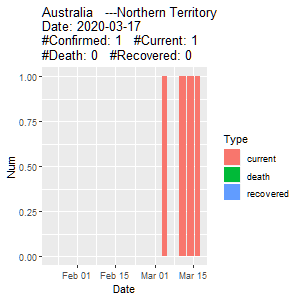 Australia   ---Northern Territory
Date: 2020-03-17
#Confirmed: 1   #Current: 1
#Death: 0   #Recovered: 0
1.00
0.75
0.50
0.25
0.00
Num
Feb 01
Feb 15
Mar 01
Mar 15
Date
Type
current
death
recovered